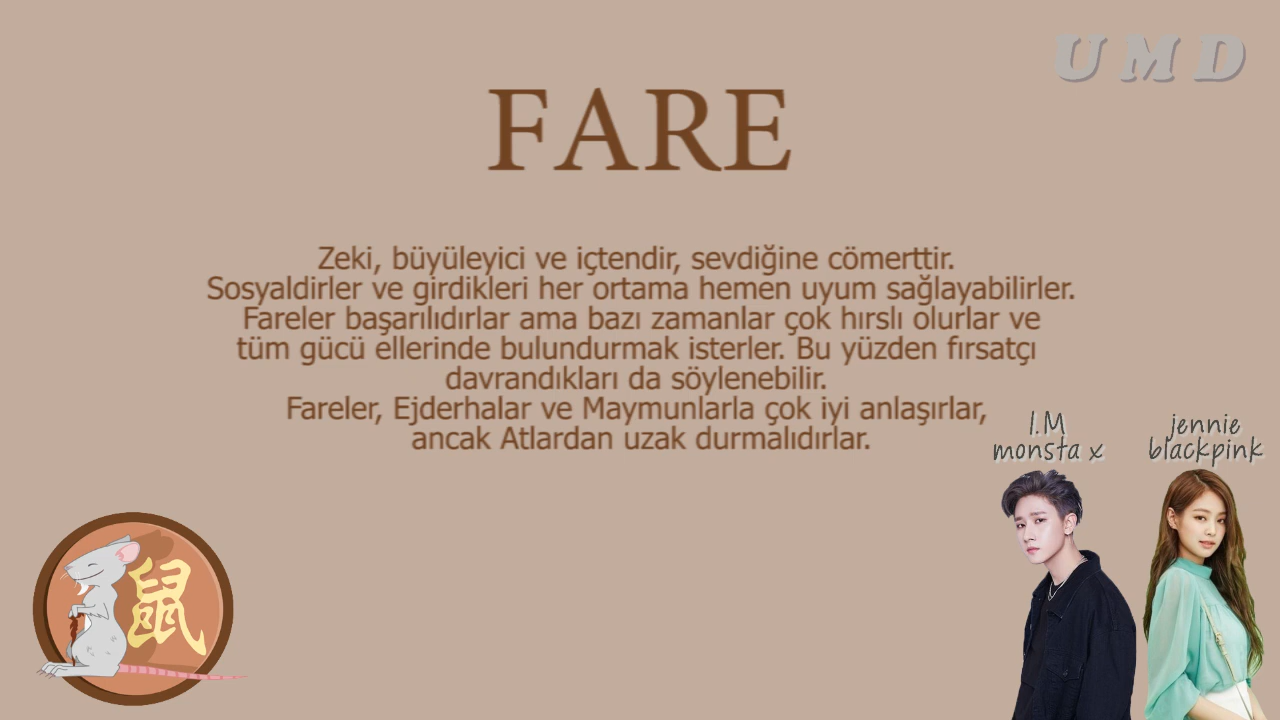 UMD
FARE
Zeki, büyüleyici ve içtendir, sevdiğine cömerttir.
Sosyaldirler ve girdikleri her ortama hemen uyum sağlayabilirler.
Fareler başarılıdırlar ama bazı zamanlar çok hırslı olurlar ve
tüm gücü ellerinde bulundurmak isterler. Bu yüzden fırsatçı
davrandıkları da söylenebilir.
Fareler, Ejderhalar ve Maymunlarla çok iyi anlaşırlar,
ancak Atlardan uzak durmalıdırlar.
I.M
monsta x
jennie
blackpink
鼠